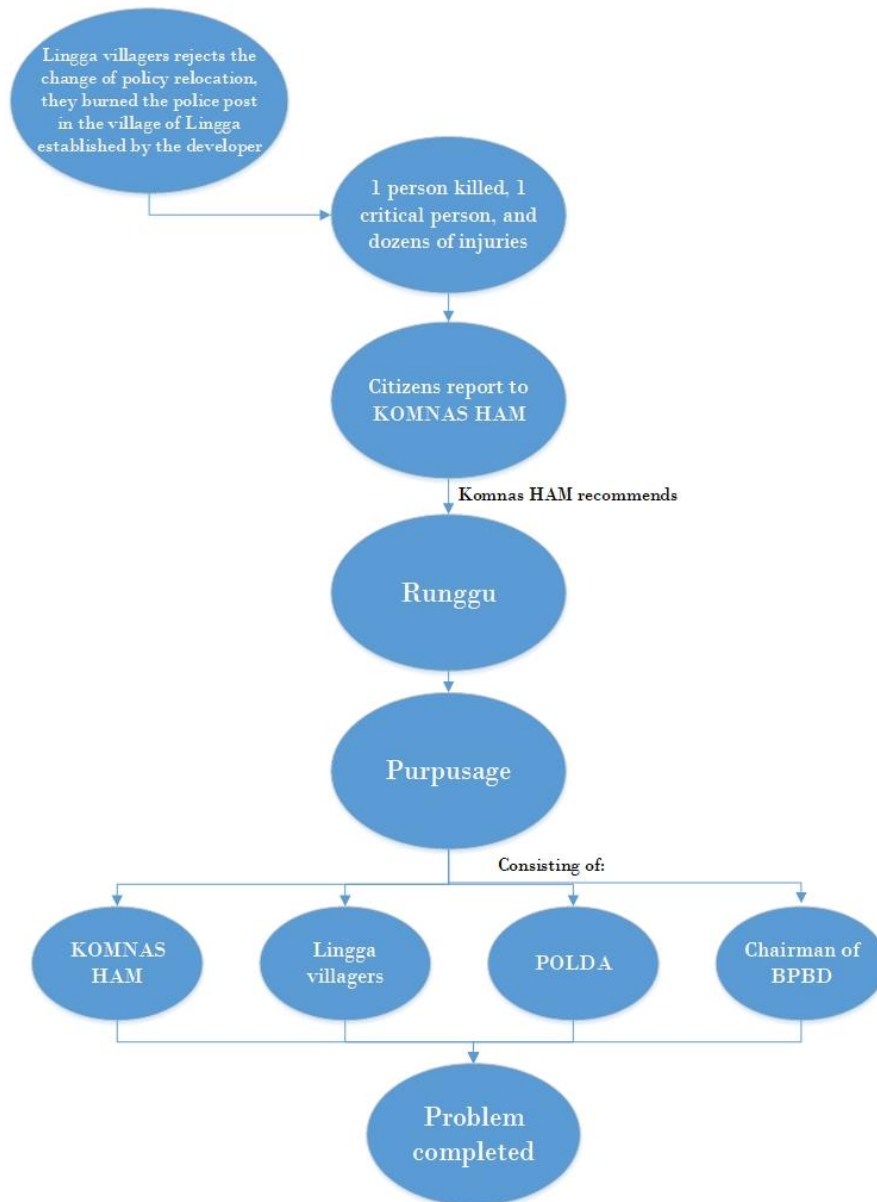 Lingga villagers rejects the
change of policy relocation,
they burned the police post
in the village of Lingga
established by the developer
1 person killed, 1
critical person, and
dozens of injuries
Citizens report to
KOMNAS HAM
Komnas HAM recommends
Runggu
Purpusage
Consisting of:
KOMNAS
HAM
Lingga
villagers
POLDA
Chairman of
BPBD
Problem
completed